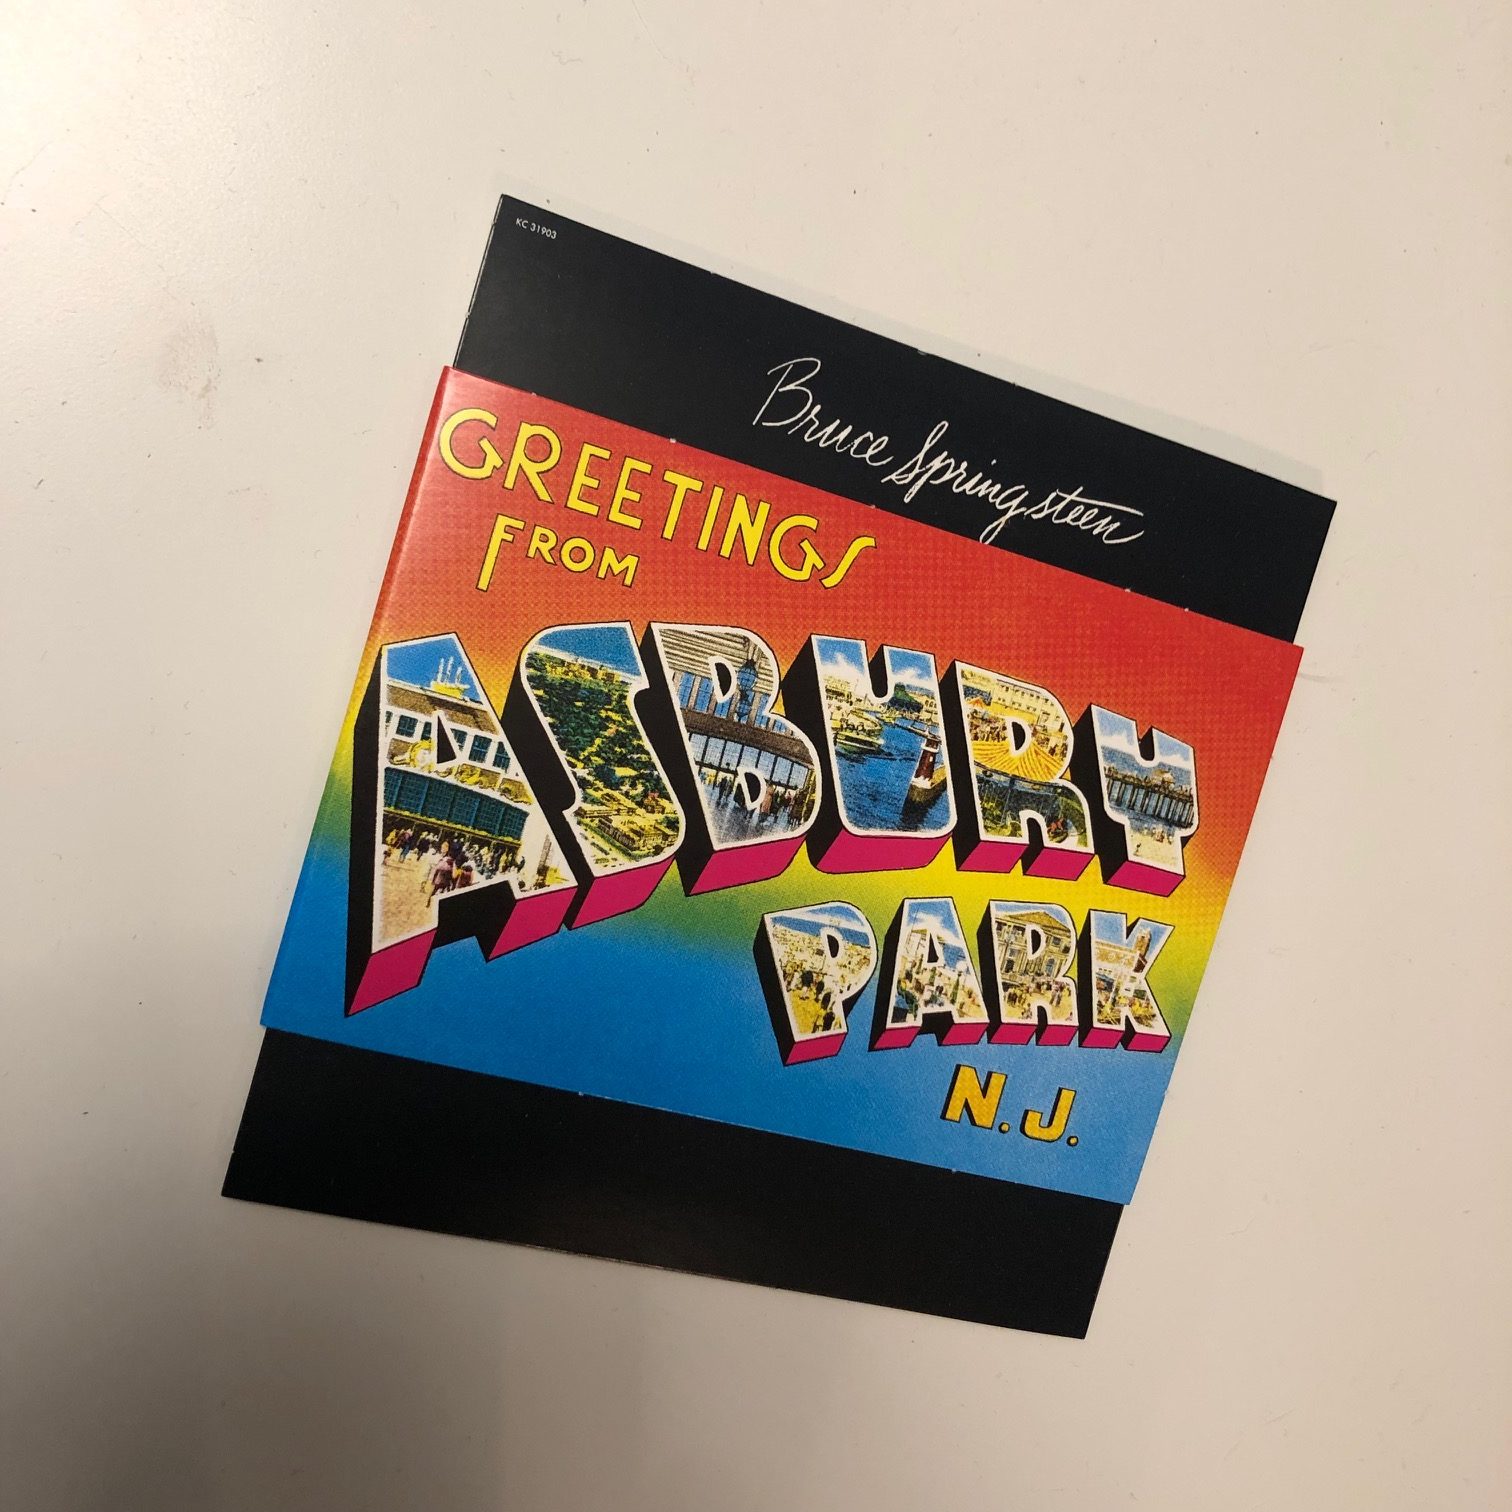 KC 31903
Bruce Springsteen
GREETINGS
FROM
ASBURY
PARK
N.J.